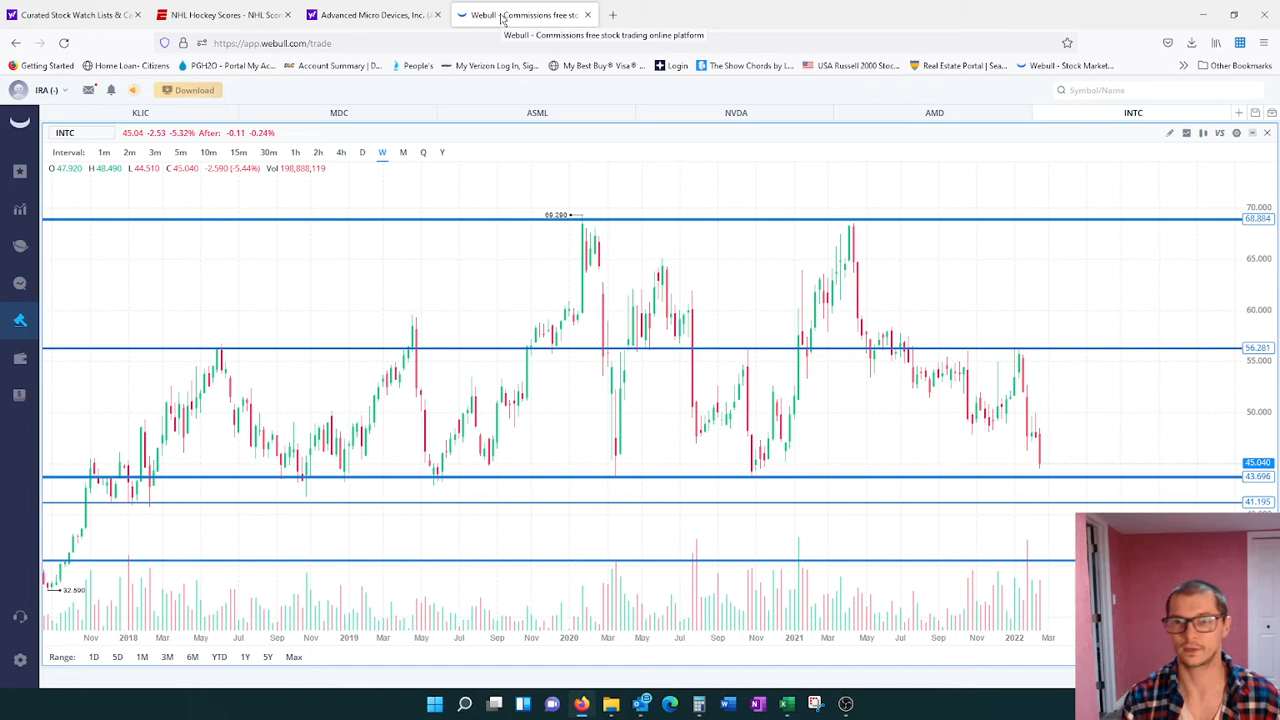 Curated Stock Watch Lists & Ca
NHL Hockey Scores - NHL Scor
Advanced Micro Devices, Inc. (A
Webull - Commissions free sto
Webull - Commissions free stock trading online platform
https://app.webull.com/trade
Getting Started
Home Loan- Citizens
PGH2O - Portal My Ac...
Account Summary | D...
People's
My Verizon Log In, Sig...
My Best Buy® Visa® ...
Login
The Show Chords by L...
USA Russell 2000 Stoc...
Real Estate Portal | Sea...
Webull - Stock Market...
Other Bookmarks
IRA (-)
Download
Symbol/Name
KLIC
MDC
ASML
NVDA
AMD
INTC
INTC 45.04 -2.53 -5.32% After: -0.11 -0.24%
VS
Interval: 1m 2m 3m 5m 10m 15m 30m 1h 2h 4h D W M Q Y
O 47.920 H 48.490 L 44.510 C 45.040 -2.590 (-5.44%) Vol 198,888,119
70.000
69.290
68.884
65.000
60.000
56.281
55.000
50.000
45.040
43.696
41.195
32.590
Nov 2018 Mar May Jul Sep Nov 2019 Mar May Jul Sep Nov 2020 Mar May Jul Sep Nov 2021 Mar May Jul Sep Nov 2022 Mar
Range: 1D 5D 1M 3M 6M YTD 1Y 5Y Max